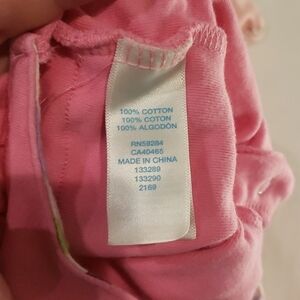 100% COTTON
100% COTON
100% ALGODÓN
RN59284
CA40465
MADE IN CHINA
133289
133290
2169